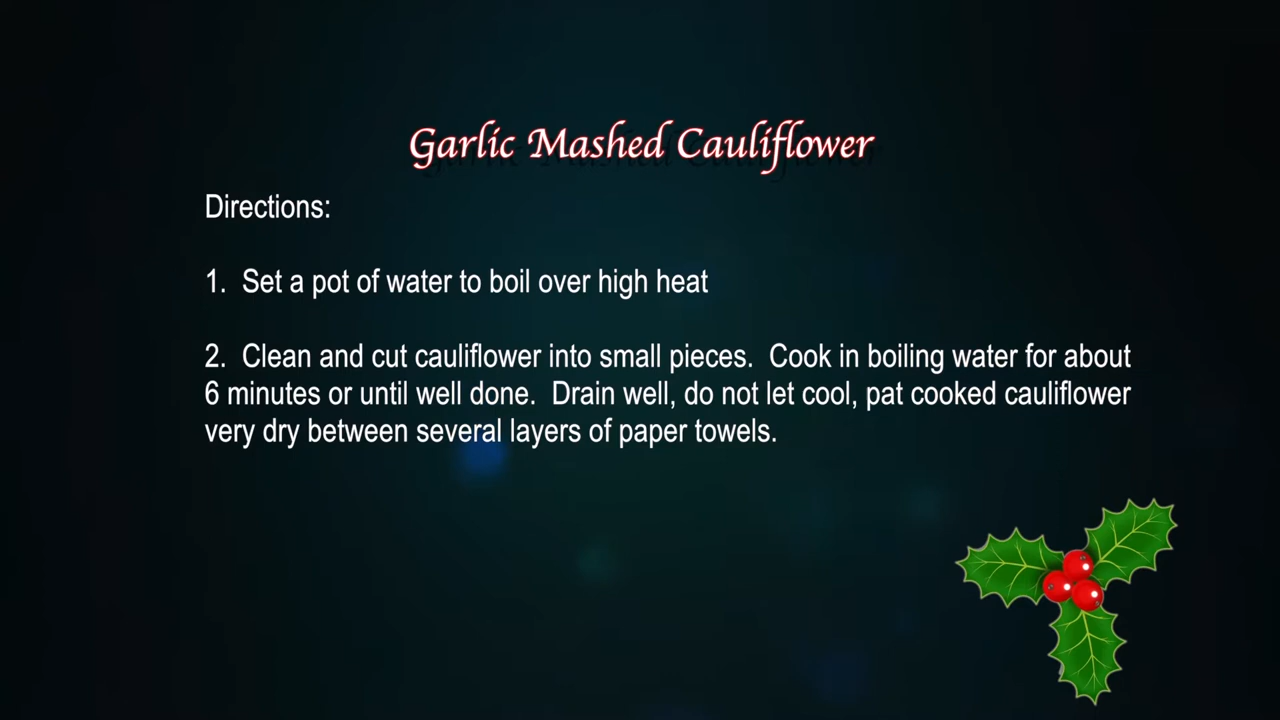 Garlic Mashed Cauliflower
Directions:
1.  Set a pot of water to boil over high heat
2.  Clean and cut cauliflower into small pieces.  Cook in boiling water for about
6 minutes or until well done.  Drain well, do not let cool, pat cooked cauliflower
very dry between several layers of paper towels.